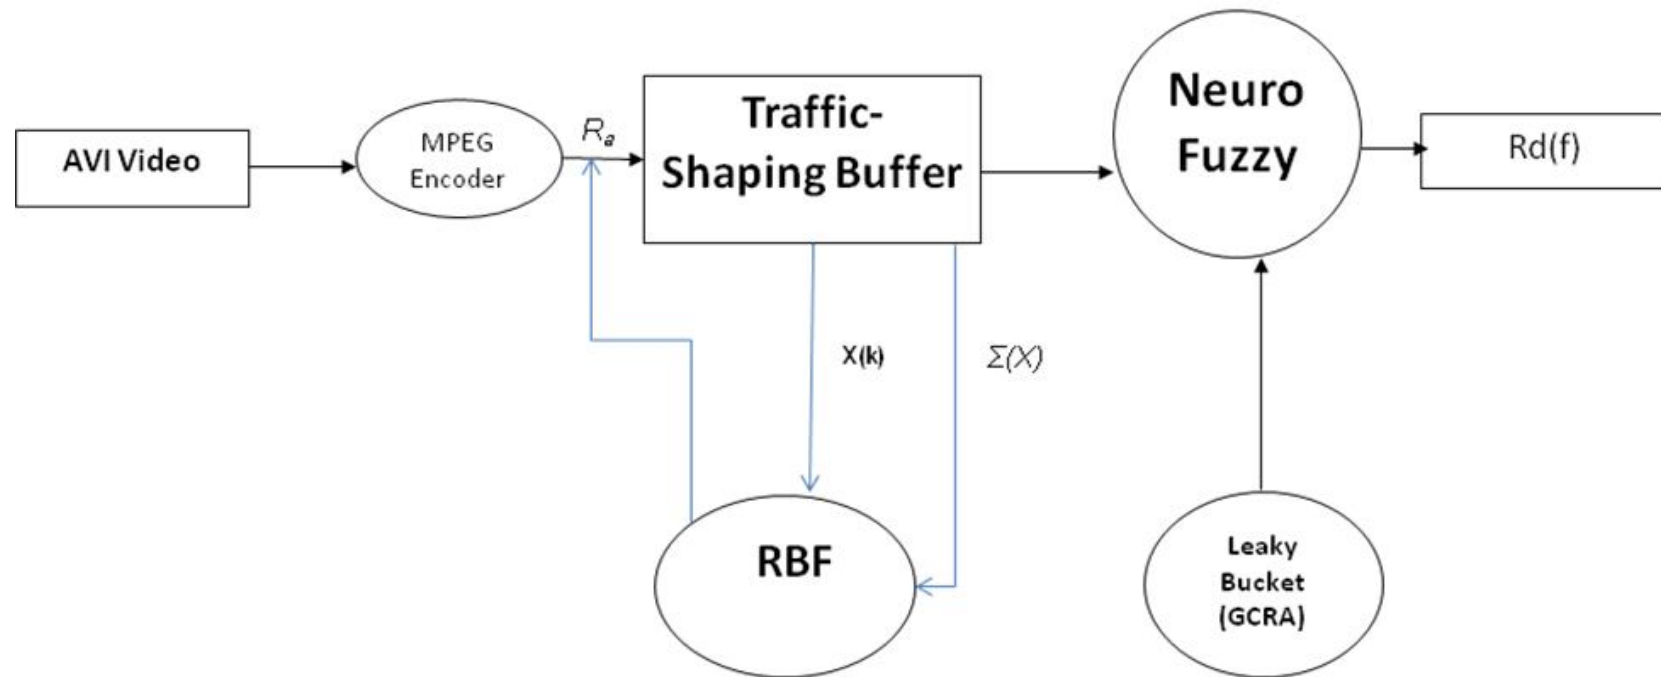 AVI Video
MPEG
Encoder
Ra
Traffic-
Shaping Buffer
Neuro
Fuzzy
Rd(f)
X(k)
Σ(X)
RBF
Leaky
Bucket
(GCRA)